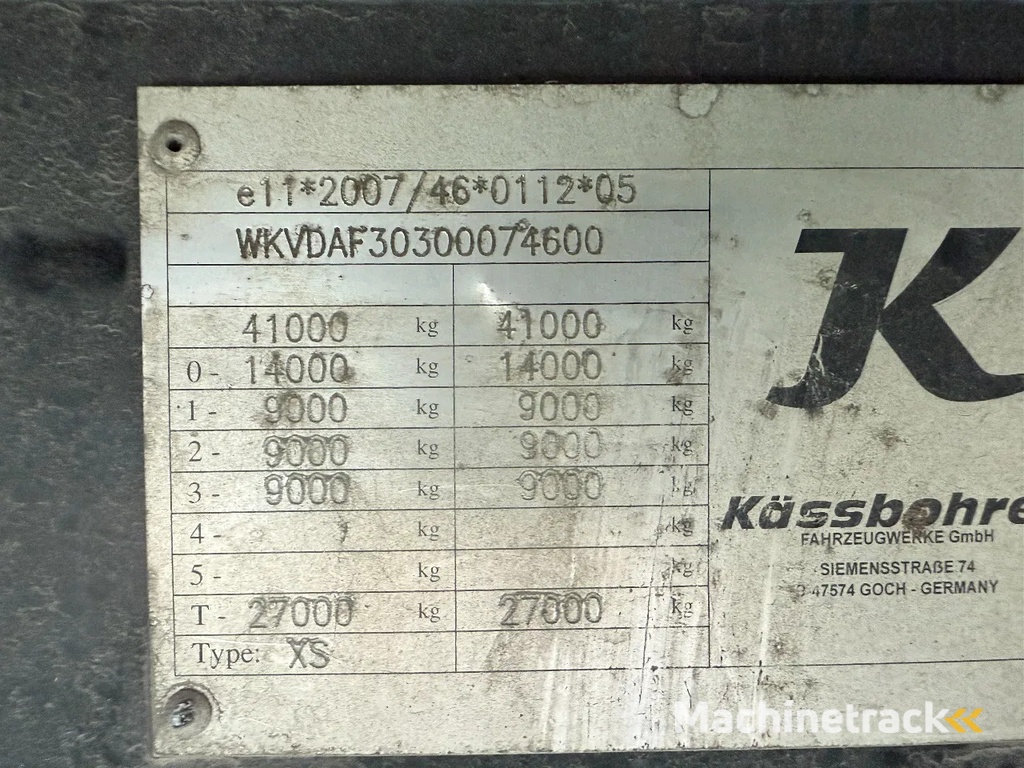 e11*2007/46*0112*05
WKVDAF30300074600
41000 kg 41000 kg
0- 14000 kg 14000 kg
1- 9000 kg 9000 kg
2- 9000 kg 9000 kg
3- 9000 kg 9000 kg
4- kg kg
5- kg kg
T- 27000 kg 27000 kg
Type: XS
K
Kässbohre
FAHRZEUGWERKE GmbH
SIEMENSSTRAßE 74
47574 GOCH - GERMANY
Machinetrack